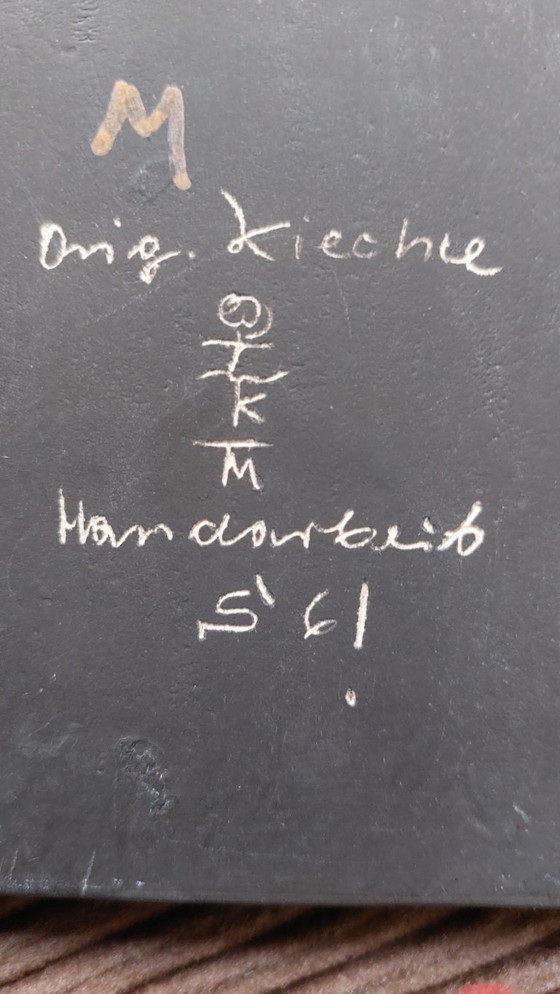 M
Orig. Kiechle
K
M
Handarbeit
S 61